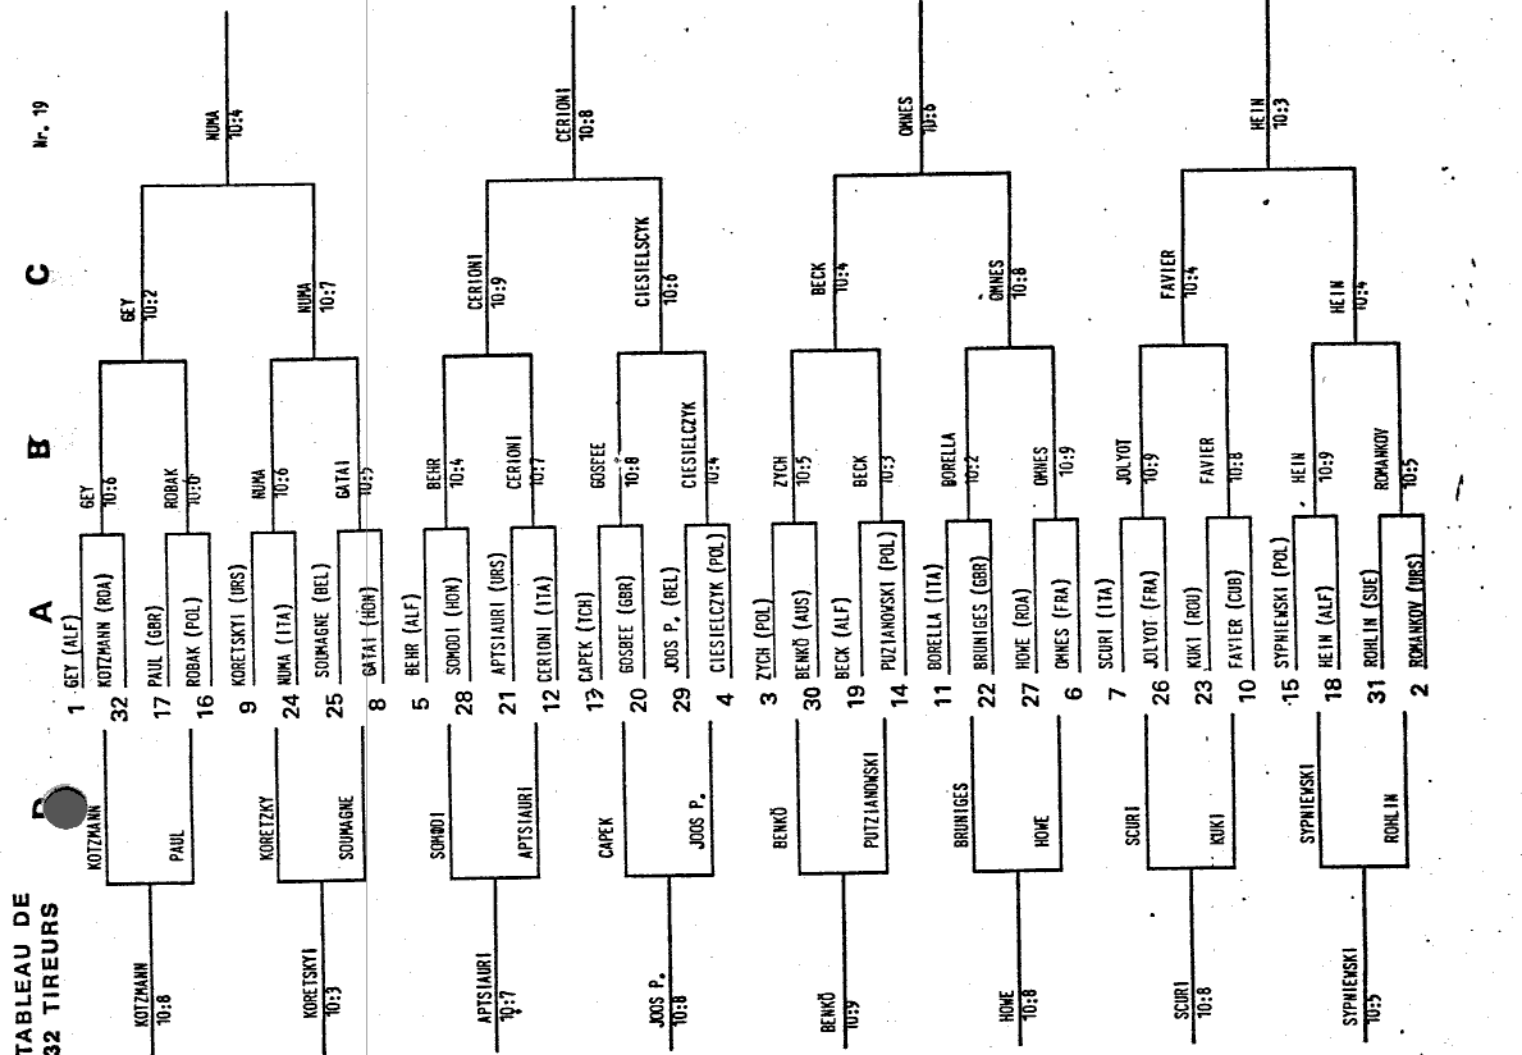 TABLEAU DE
32 TIREURS
A
B
C
Nr. 19
1 GEY (ALF)
32 KOTZMANN (RDA)
17 PAUL (GBR)
16 ROBAK (POL)
9 KORETSKYI (URS)
24 NUMA (ITA)
25 SOUMAGNE (BEL)
8 GATAI (HON)
5 BEHR (ALF)
28 SOMODI (HON)
21 APTSIAURI (URS)
12 CERIONI (ITA)
13 CAPEK (TCH)
20 GOSBEE (GBR)
29 JOOS P. (BEL)
4 CIESIELCZYK (POL)
3 ZYCH (POL)
30 BENKÖ (AUS)
19 BECK (ALF)
14 PUZIANOWSKI (POL)
11 BORELLA (ITA)
22 BRUNIGES (GBR)
27 HOWE (RDA)
6 OMNES (FRA)
7 SCURI (ITA)
26 JOLYOT (FRA)
23 KUKI (ROU)
10 FAVIER (CUB)
15 SYPNIEWSKI (POL)
18 HEIN (ALF)
31 ROHLIN (SUE)
2 ROMANKOV (URS)
GEY
10:6
ROBAK
10:6
NUMA
10:6
GATAI
10:5
BEHR
10:4
CERIONI
10:7
GOSFEE
10:8
CIESIELCZYK
10:4
ZYCH
10:5
BECK
10:3
BORELLA
10:2
OMNES
10:9
JOLYOT
10:9
FAVIER
10:8
HEIN
10:9
ROMANKOV
10:5
GEY
10:2
NUMA
10:7
CERIONI
10:9
CIESIELSCYK
10:6
BECK
10:4
OMNES
10:8
FAVIER
10:4
HEIN
10:4
NUMA
10:4
CERIONI
10:8
OMNES
10:6
HEIN
10:3
KOTZMANN
PAUL
KORETZKY
SOUMAGNE
SOMODI
APTSIAURI
CAPEK
JOOS P.
BENKÖ
PUTZIANOWSKI
BRUNIGES
HOWE
SCURI
KUKI
SYPNIEWSKI
ROHLIN
KOTZMANN
10:8
KORETSKYI
10:3
APTSIAURI
10:7
JOOS P.
10:8
BENKÖ
10:9
HOWE
10:8
SCURI
10:8
SYPNIEWSKI
10:5